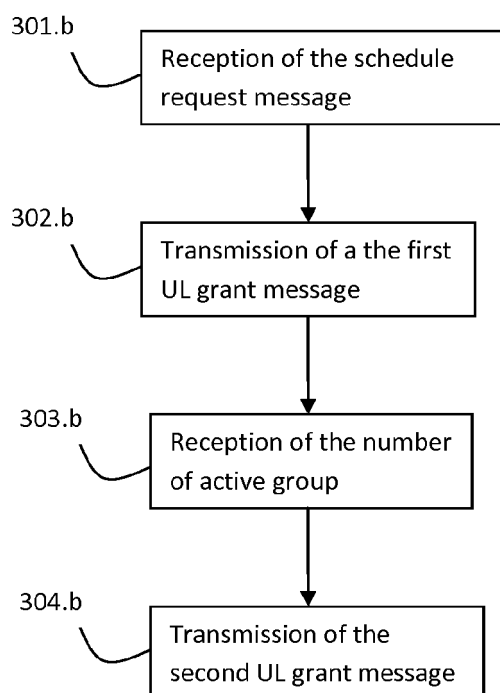 301.b
Reception of the schedule
request message
302.b
Transmission of a the first
UL grant message
303.b
Reception of the number
of active group
304.b
Transmission of the
second UL grant message